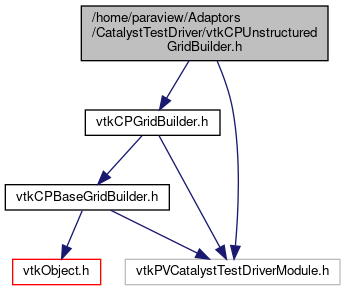 /home/paraview/Adaptors
/CatalystTestDriver/vtkCPUnstructured
GridBuilder.h
vtkCPGridBuilder.h
vtkCPBaseGridBuilder.h
vtkObject.h
vtkPVCatalystTestDriverModule.h